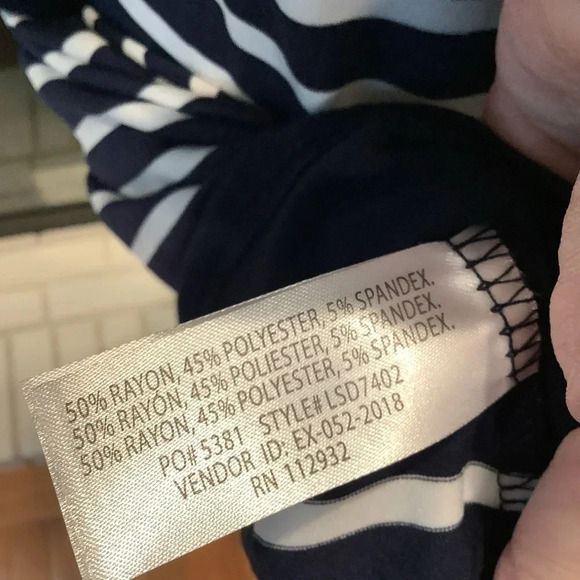 50% RAYON, 45% POLYESTER, 5% SPANDEX.
50% RAYÓN, 45% POLIESTER, 5% SPANDEX.
50% RAYON, 45% POLYESTER, 5% SPANDEX.
PO# 5381 STYLE# LSD7402
VENDOR ID: EX-052-2018
RN 112932